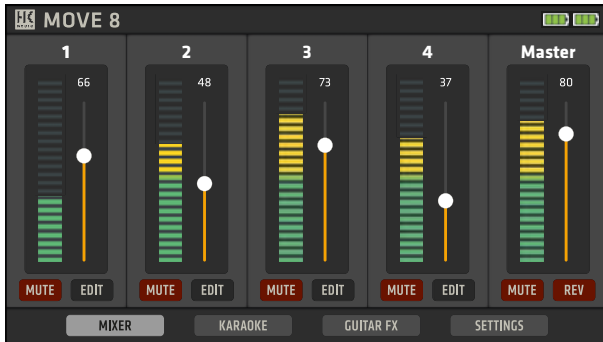 HK AUDIO MOVE 8
1 2 3 4 Master
66 48 73 37 80
MUTE EDIT MUTE EDIT MUTE EDIT MUTE EDIT MUTE REV
MIXER KARAOKE GUITAR FX SETTINGS